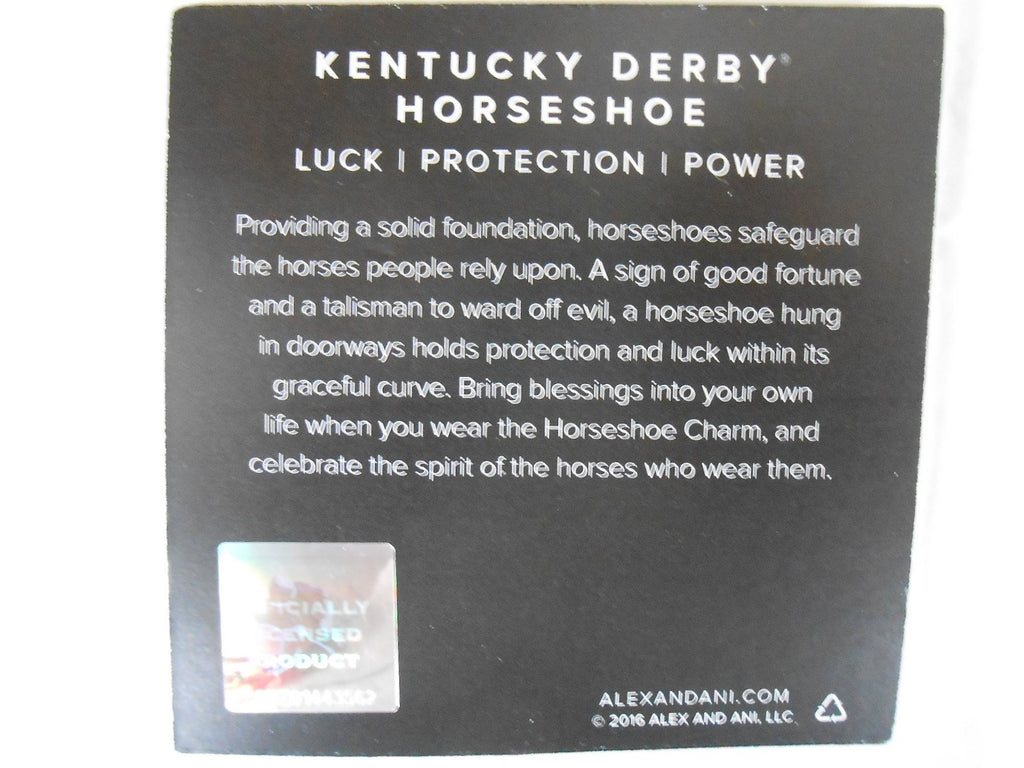 KENTUCKY DERBY®
HORSESHOE
LUCK | PROTECTION | POWER
Providing a solid foundation, horseshoes safeguard
the horses people rely upon. A sign of good fortune
and a talisman to ward off evil, a horseshoe hung
in doorways holds protection and luck within its
graceful curve. Bring blessings into your own
life when you wear the Horseshoe Charm, and
celebrate the spirit of the horses who wear them.
OFFICIALLY
LICENSED
PRODUCT
ALEXANDANI.COM
© 2016 ALEX AND ANI, LLC